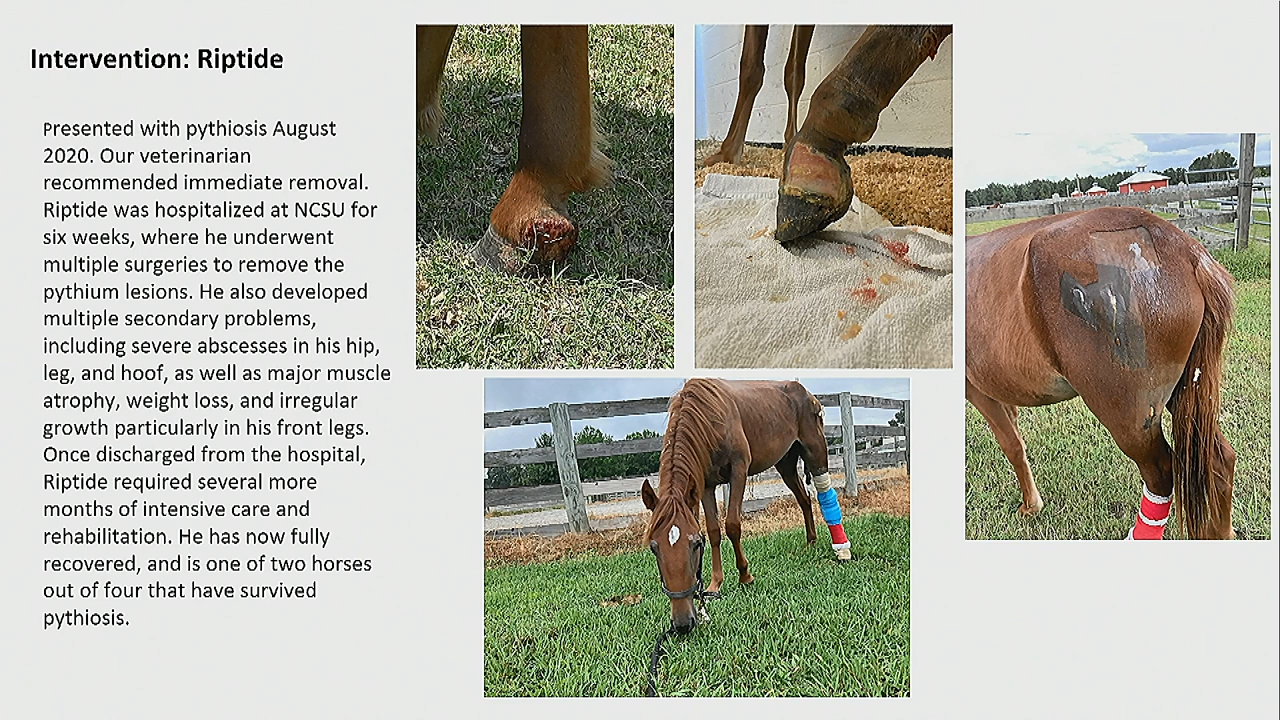 Intervention: Riptide
Presented with pythiosis August
2020. Our veterinarian
recommended immediate removal.
Riptide was hospitalized at NCSU for
six weeks, where he underwent
multiple surgeries to remove the
pythium lesions. He also developed
multiple secondary problems,
including severe abscesses in his hip,
leg, and hoof, as well as major muscle
atrophy, weight loss, and irregular
growth particularly in his front legs.
Once discharged from the hospital,
Riptide required several more
months of intensive care and
rehabilitation. He has now fully
recovered, and is one of two horses
out of four that have survived
pythiosis.